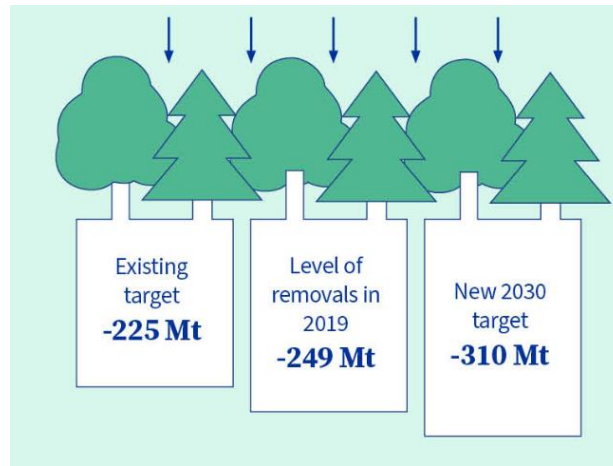 Existing
target
-225 Mt
Level of
removals in
2019
-249 Mt
New 2030
target
-310 Mt